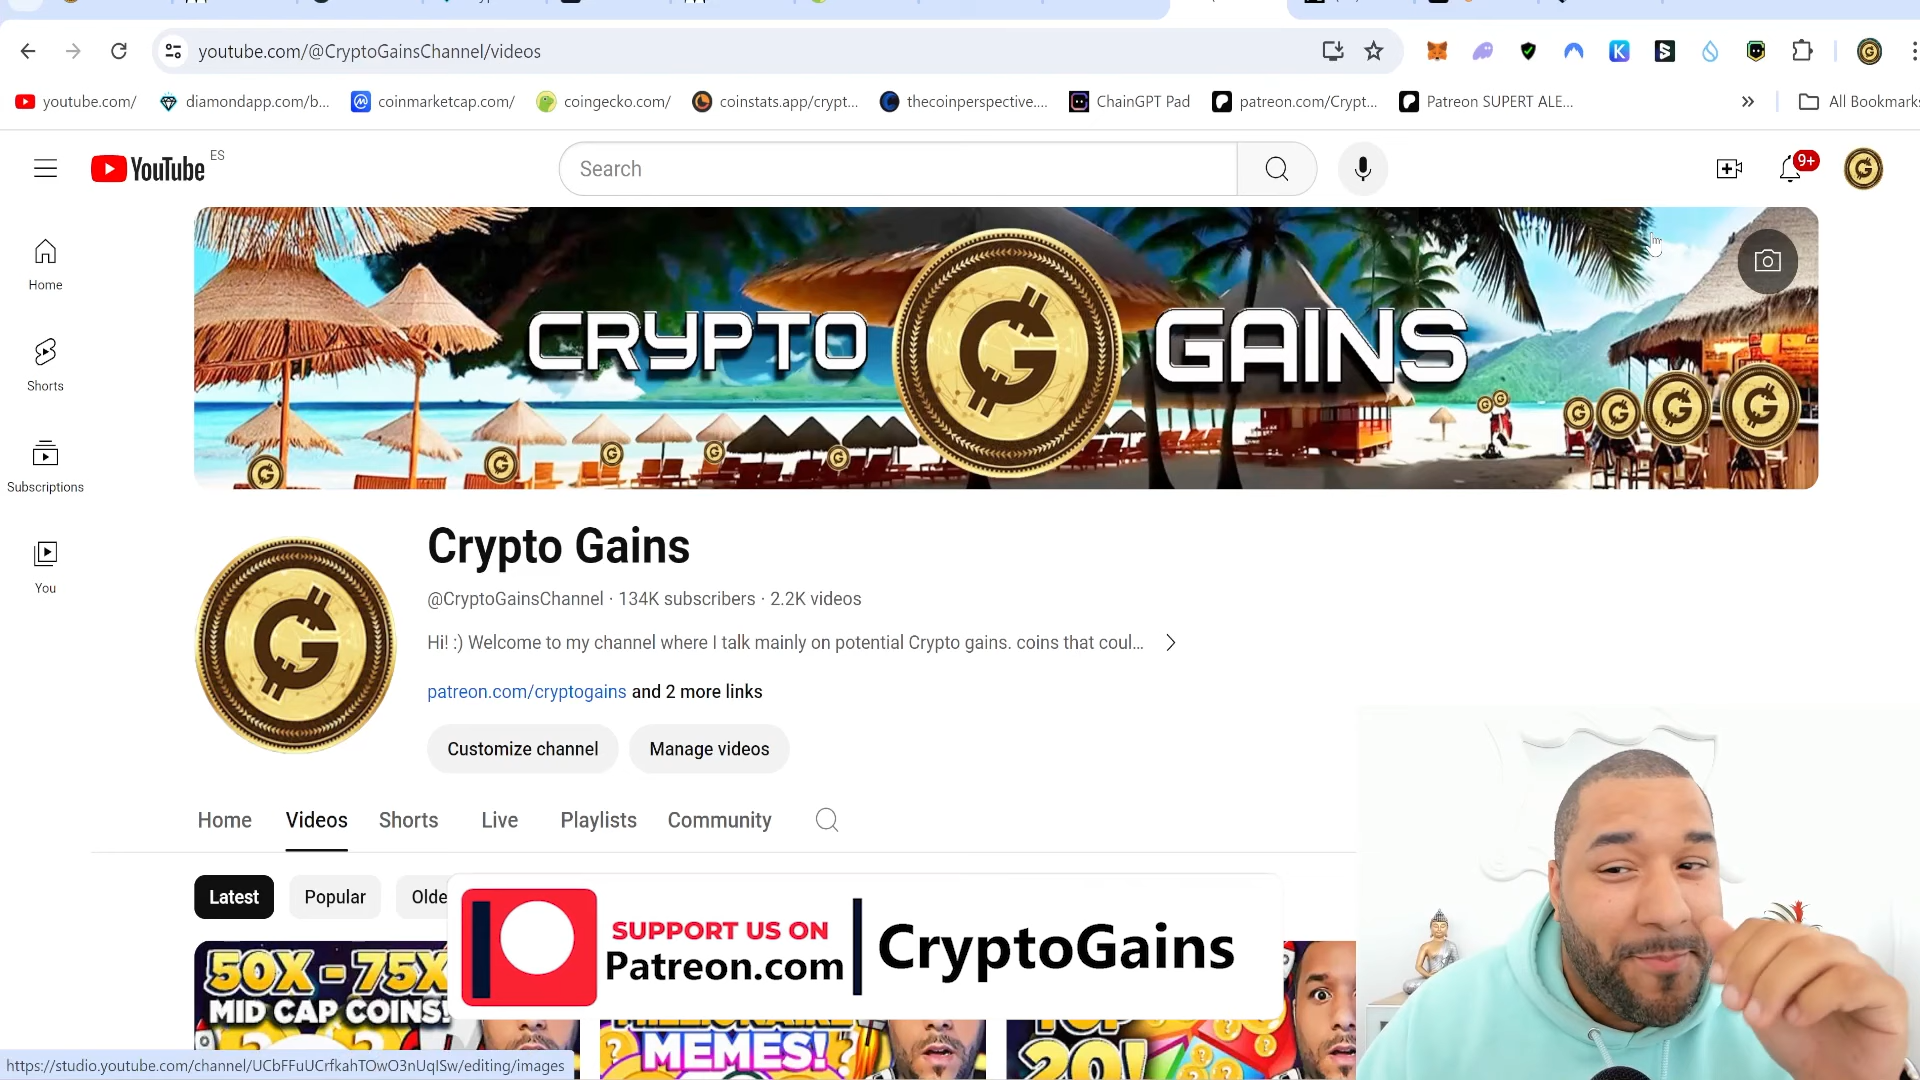 youtube.com/@CryptoGainsChannel/videos
youtube.com/
diamondapp.com/b...
coinmarketcap.com/
coingecko.com/
coinstats.app/crypt...
thecoinperspective....
ChainGPT Pad
patreon.com/Crypt...
Patreon SUPERT ALE...
All Bookmarks
YouTube ES
Search
9+
Home
Shorts
Subscriptions
You
CRYPTO G GAINS
Crypto Gains
@CryptoGainsChannel · 134K subscribers · 2.2K videos
Hi! :) Welcome to my channel where I talk mainly on potential Crypto gains. coins that coul...
patreon.com/cryptogains and 2 more links
Customize channel
Manage videos
Home
Videos
Shorts
Live
Playlists
Community
Latest
Popular
Olde
SUPPORT US ON
Patreon.com
CryptoGains
50X - 75X
MID CAP COINS!
MEMES!
20!
https://studio.youtube.com/channel/UCbFFuUCrfkahTOwO3nUqISw/editing/images